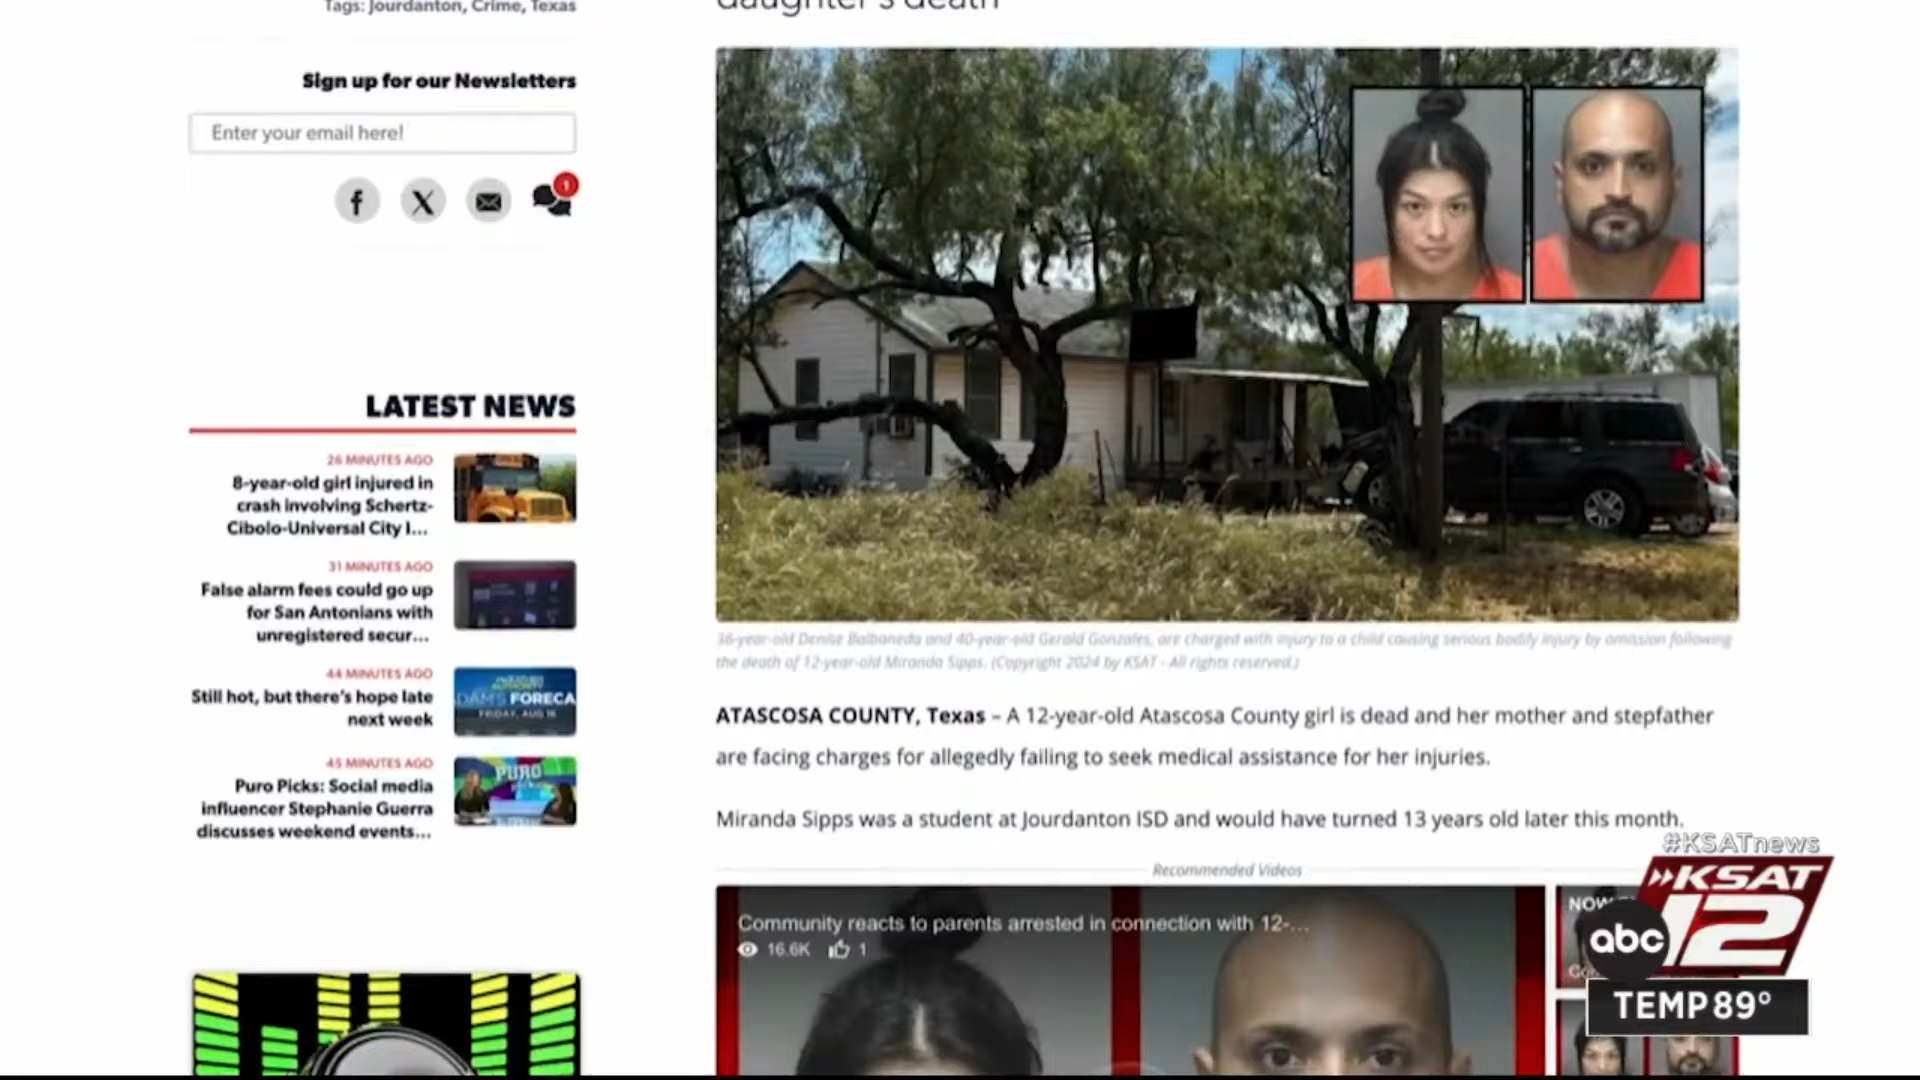 Tags: Jourdanton, Crime, Texas
Sign up for our Newsletters
Enter your email here!
1
LATEST NEWS
26 MINUTES AGO
8-year-old girl injured in
crash involving Schertz-
Cibolo-Universal City I...
31 MINUTES AGO
False alarm fees could go up
for San Antonians with
unregistered secur...
44 MINUTES AGO
Still hot, but there's hope late
next week
FORECA
FRIDAY, AUG 16
45 MINUTES AGO
Puro Picks: Social media
influencer Stephanie Guerra
discusses weekend events...
PURO
daughter's death
36-year-old Denise Balbaneda and 40-year-old Gerald Gonzales, are charged with injury to a child causing serious bodily injury by omission following
the death of 12-year-old Miranda Sipps. (Copyright 2024 by KSAT - All rights reserved.)
ATASCOSA COUNTY, Texas – A 12-year-old Atascosa County girl is dead and her mother and stepfather
are facing charges for allegedly failing to seek medical assistance for her injuries.
Miranda Sipps was a student at Jourdanton ISD and would have turned 13 years old later this month.
Recommended Videos
Community reacts to parents arrested in connection with 12-...
16.6K 1
NOW
#KSATnews
KSAT
abc 12
TEMP 89°